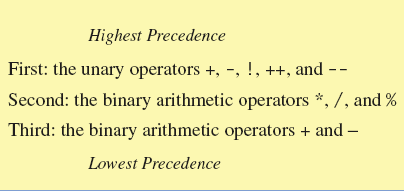 Highest Precedence
First: the unary operators +, -, !, ++, and --
Second: the binary arithmetic operators *, /, and %
Third: the binary arithmetic operators + and –
Lowest Precedence